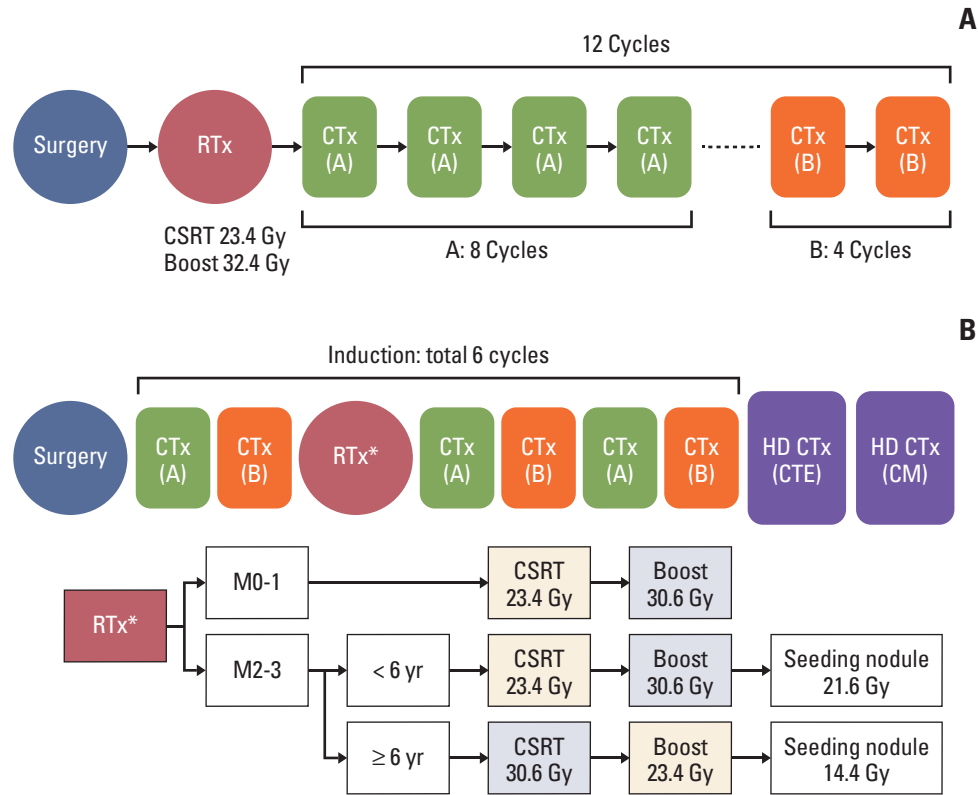 A
12 Cycles
Surgery
RTx
CTx
(A)
CTx
(A)
CTx
(A)
CTx
(A)
CTx
(B)
CTx
(B)
CSRT 23.4 Gy
Boost 32.4 Gy
A: 8 Cycles
B: 4 Cycles
B
Induction: total 6 cycles
Surgery
CTx
(A)
CTx
(B)
RTx*
CTx
(A)
CTx
(B)
CTx
(A)
CTx
(B)
HD CTx
(CTE)
HD CTx
(CM)
RTx*
M0-1
CSRT
23.4 Gy
Boost
30.6 Gy
M2-3
< 6 yr
CSRT
23.4 Gy
Boost
30.6 Gy
Seeding nodule
21.6 Gy
≥ 6 yr
CSRT
30.6 Gy
Boost
23.4 Gy
Seeding nodule
14.4 Gy